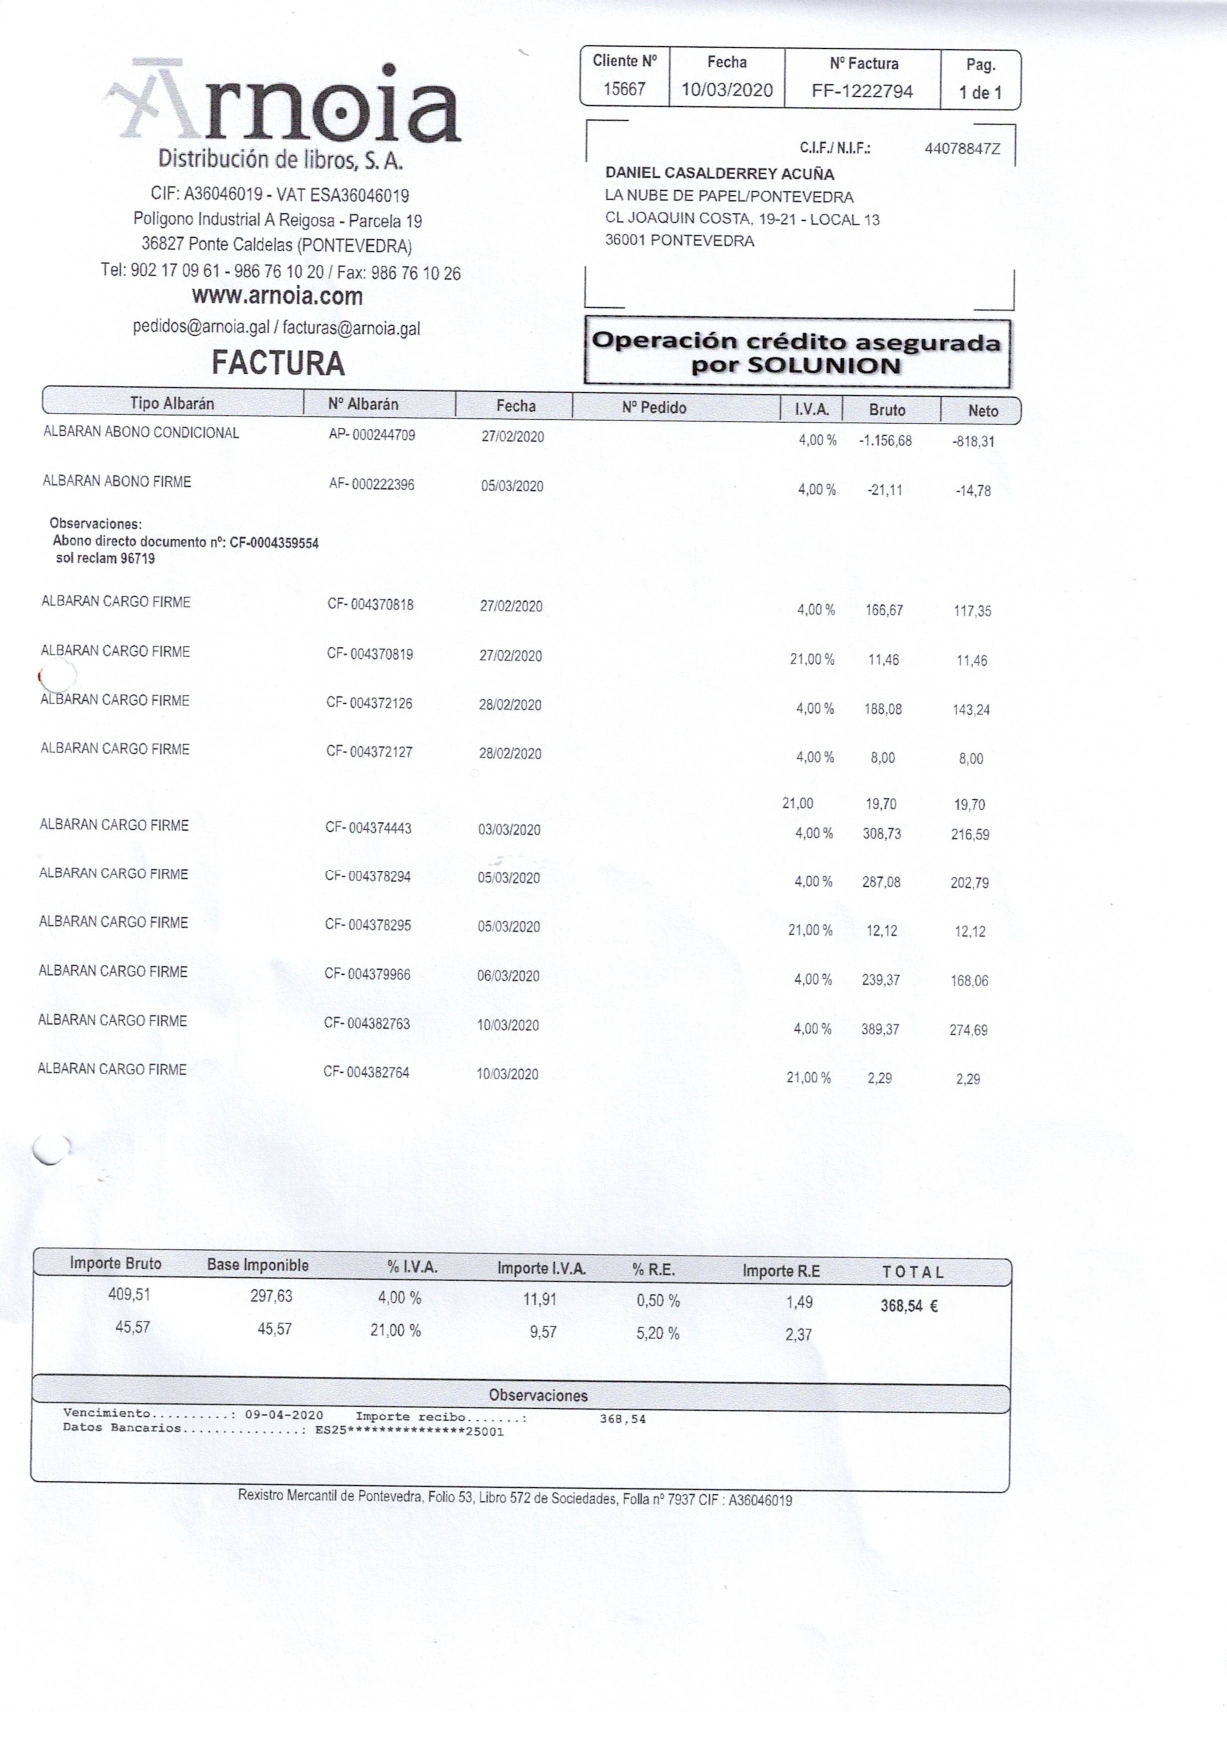 Arnoia
Distribución de libros, S. A.
CIF: A36046019 - VAT ESA36046019
Polígono Industrial A Reigosa - Parcela 19
36827 Ponte Caldelas (PONTEVEDRA)
Tel: 902 17 09 61 - 986 76 10 20 / Fax: 986 76 10 26
www.arnoia.com
pedidos@arnoia.gal / facturas@arnoia.gal
FACTURA
Cliente Nº Fecha Nº Factura Pag.
15667 10/03/2020 FF-1222794 1 de 1
C.I.F./ N.I.F.: 44078847Z
DANIEL CASALDERREY ACUÑA
LA NUBE DE PAPEL/PONTEVEDRA
CL JOAQUIN COSTA, 19-21 - LOCAL 13
36001 PONTEVEDRA
Operación crédito asegurada
por SOLUNION
Tipo Albarán Nº Albarán Fecha Nº Pedido I.V.A. Bruto Neto
ALBARAN ABONO CONDICIONAL AP- 000244709 27/02/2020 4,00 % -1.156,68 -818,31
ALBARAN ABONO FIRME AF- 000222396 05/03/2020 4,00 % -21,11 -14,78
Observaciones:
Abono directo documento nº: CF-0004359554
sol reclam 96719
ALBARAN CARGO FIRME CF- 004370818 27/02/2020 4,00 % 166,67 117,35
ALBARAN CARGO FIRME CF- 004370819 27/02/2020 21,00 % 11,46 11,46
ALBARAN CARGO FIRME CF- 004372126 28/02/2020 4,00 % 188,08 143,24
ALBARAN CARGO FIRME CF- 004372127 28/02/2020 4,00 % 8,00 8,00
21,00 19,70 19,70
ALBARAN CARGO FIRME CF- 004374443 03/03/2020 4,00 % 308,73 216,59
ALBARAN CARGO FIRME CF- 004378294 05/03/2020 4,00 % 287,08 202,79
ALBARAN CARGO FIRME CF- 004378295 05/03/2020 21,00 % 12,12 12,12
ALBARAN CARGO FIRME CF- 004379966 06/03/2020 4,00 % 239,37 168,06
ALBARAN CARGO FIRME CF- 004382763 10/03/2020 4,00 % 389,37 274,69
ALBARAN CARGO FIRME CF- 004382764 10/03/2020 21,00 % 2,29 2,29
Importe Bruto Base Imponible % I.V.A. Importe I.V.A. % R.E. Importe R.E T O T A L
409,51 297,63 4,00 % 11,91 0,50 % 1,49 368,54 €
45,57 45,57 21,00 % 9,57 5,20 % 2,37
Observaciones
Vencimiento..........: 09-04-2020 Importe recibo.......: 368,54
Datos Bancarios...............: ES25***************25001
Rexistro Mercantil de Pontevedra, Folio 53, Libro 572 de Sociedades, Folla nº 7937 CIF : A36046019